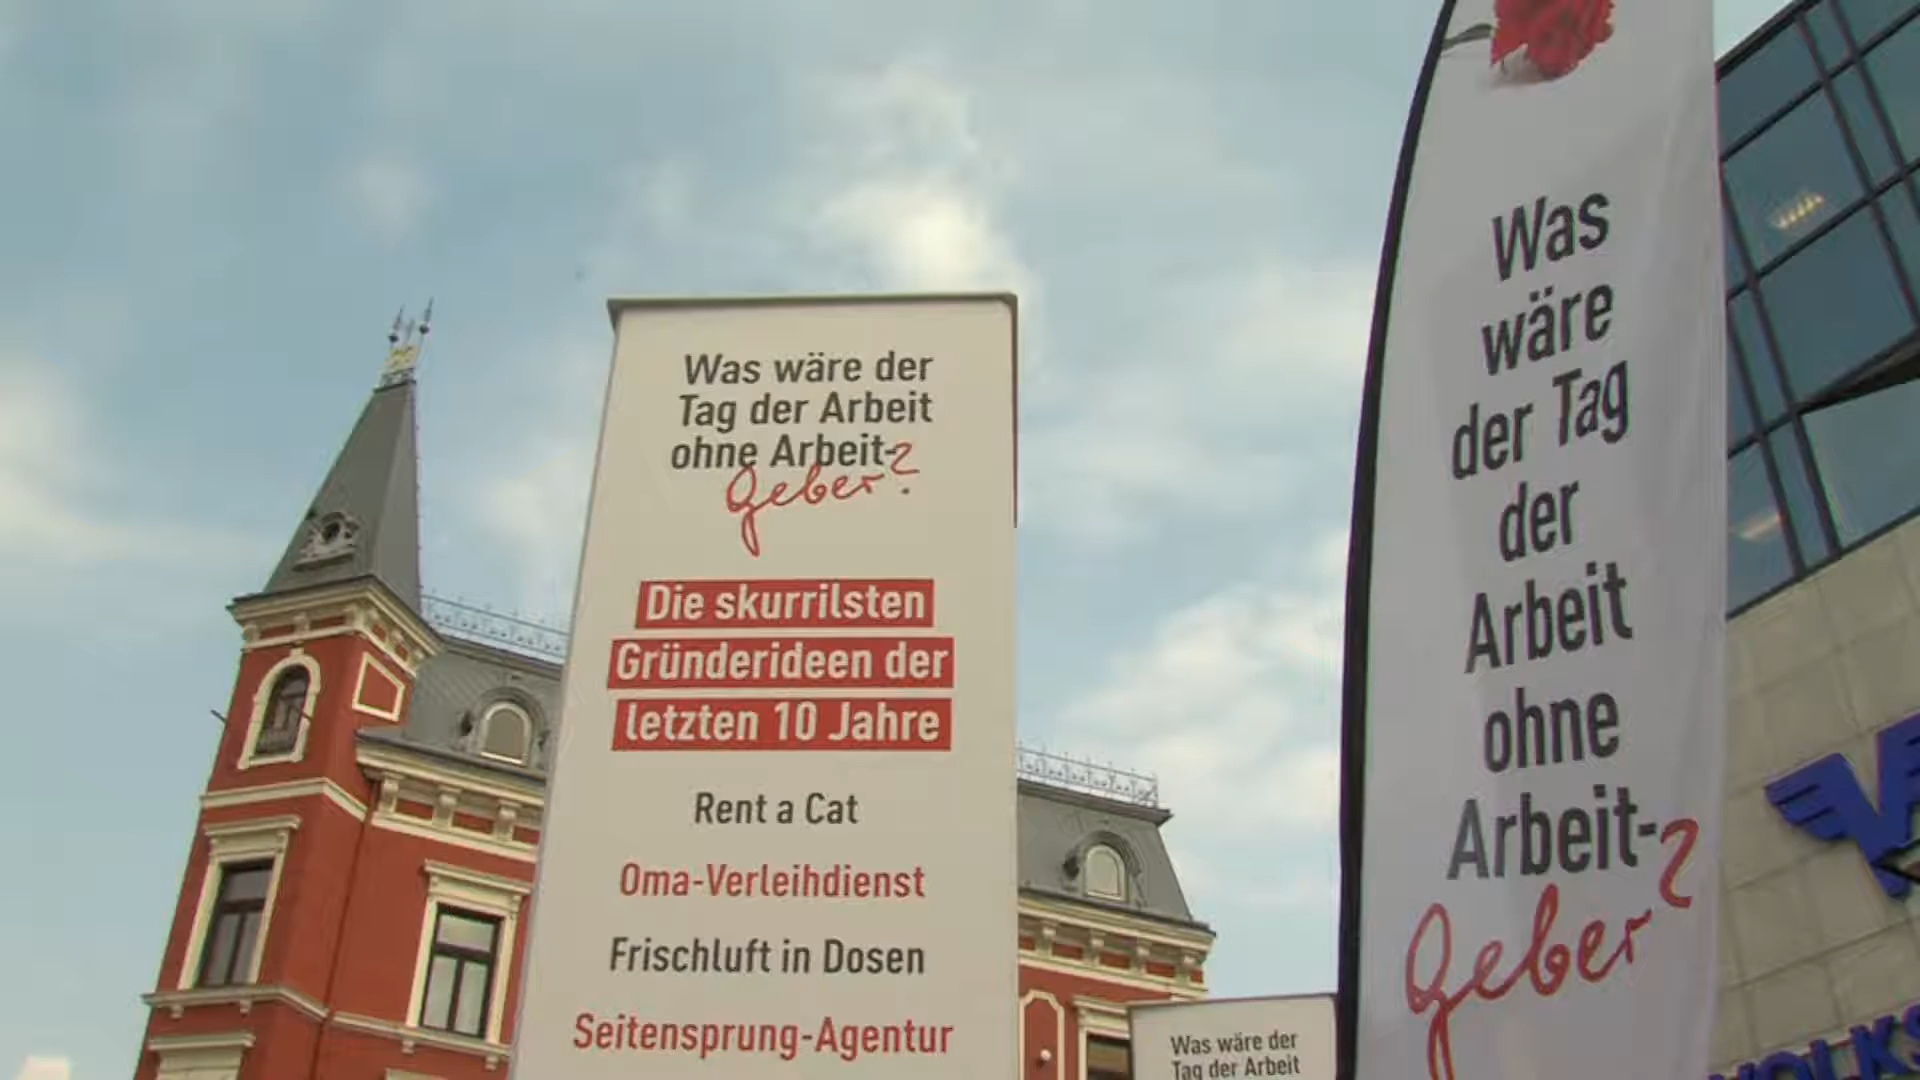 Was wäre der
Tag der Arbeit
ohne Arbeit-
Geber?
Die skurrilsten
Gründerideen der
letzten 10 Jahre
Rent a Cat
Oma-Verleihdienst
Frischluft in Dosen
Seitensprung-Agentur
Was wäre der
Tag der Arbeit
Was
wäre
der Tag
der
Arbeit
ohne
Arbeit-
Geber?